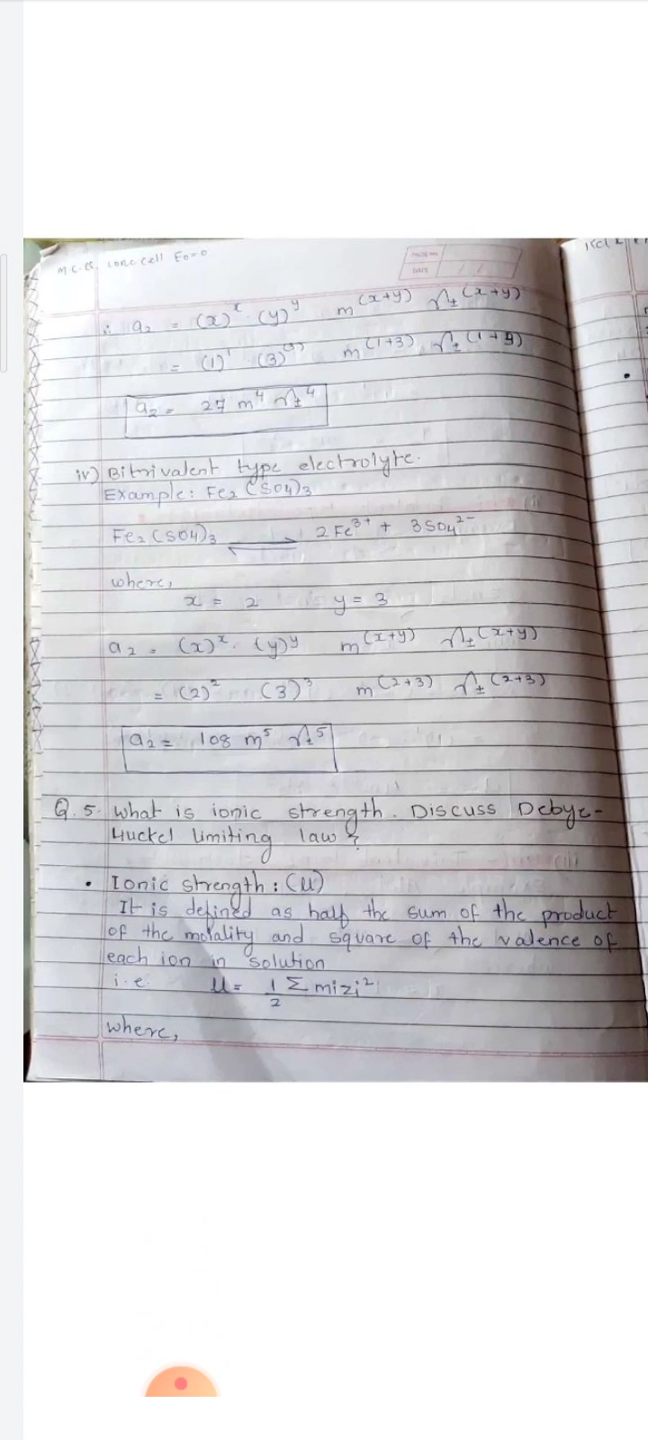 M.C.Q. conc cell E₀=0
PAGE NO.
DATE
∴ a₂ = (x)ˣ · (y)ʸ m⁽ˣ⁺ʸ⁾ γ±⁽ˣ⁺ʸ⁾
= (1)¹ (3)⁽³⁾ m⁽¹⁺³⁾ γ±⁽¹⁺³⁾
a₂ = 27 m⁴ γ±⁴
iv) Bitrivalent type electrolyte.
Example: Fe₂(SO₄)₃
Fe₂(SO₄)₃ ⇌ 2Fe³⁺ + 3SO₄²⁻
where,
x = 2 y = 3
a₂ = (x)ˣ · (y)ʸ m⁽ˣ⁺ʸ⁾ γ±⁽ˣ⁺ʸ⁾
= (2)² (3)³ m⁽²⁺³⁾ γ±⁽²⁺³⁾
a₂ = 108 m⁵ γ±⁵
Q.5. What is ionic strength. Discuss Debye-
Huckel limiting law?
• Ionic strength: (μ)
It is defined as half the sum of the product
of the molality and square of the valence of
each ion in solution
i.e. μ = 1/2 Σ mizi²
where,